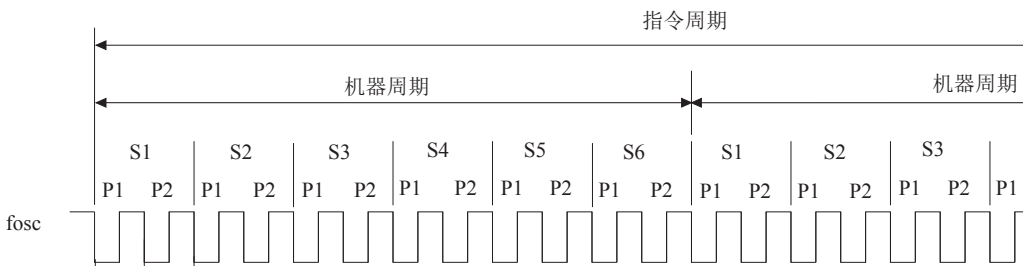 指令周期
机器周期 机器周期
S1 S2 S3 S4 S5 S6 S1 S2 S3
P1 P2 P1 P2 P1 P2 P1 P2 P1 P2 P1 P2 P1 P2 P1 P2 P1 P2 P1
fosc